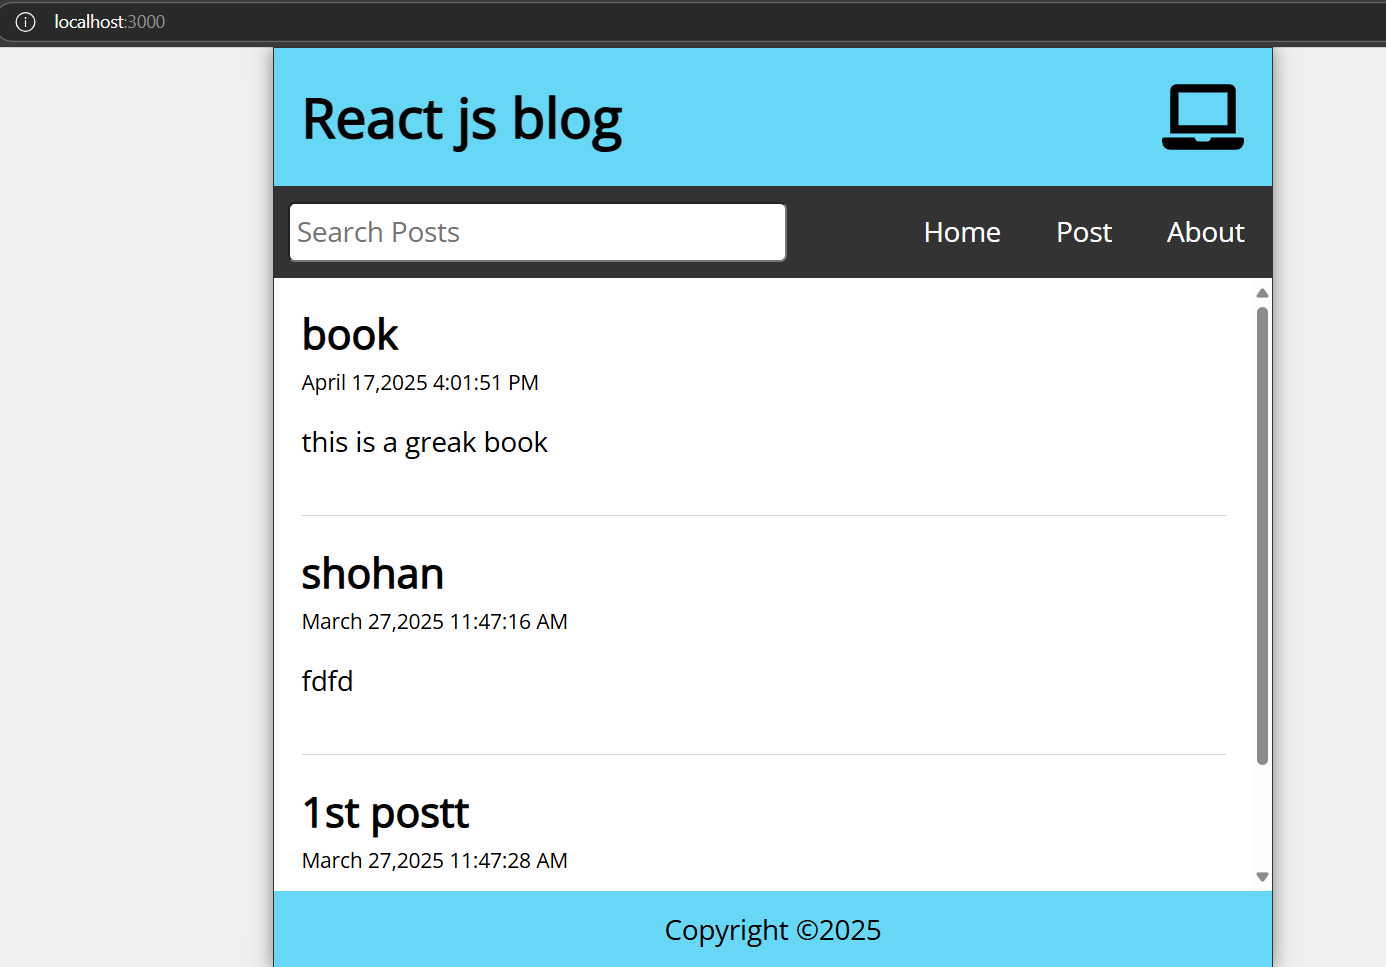 localhost:3000
React js blog
Search Posts
Home Post About
book
April 17,2025 4:01:51 PM
this is a greak book
shohan
March 27,2025 11:47:16 AM
fdfd
1st postt
March 27,2025 11:47:28 AM
Copyright ©2025